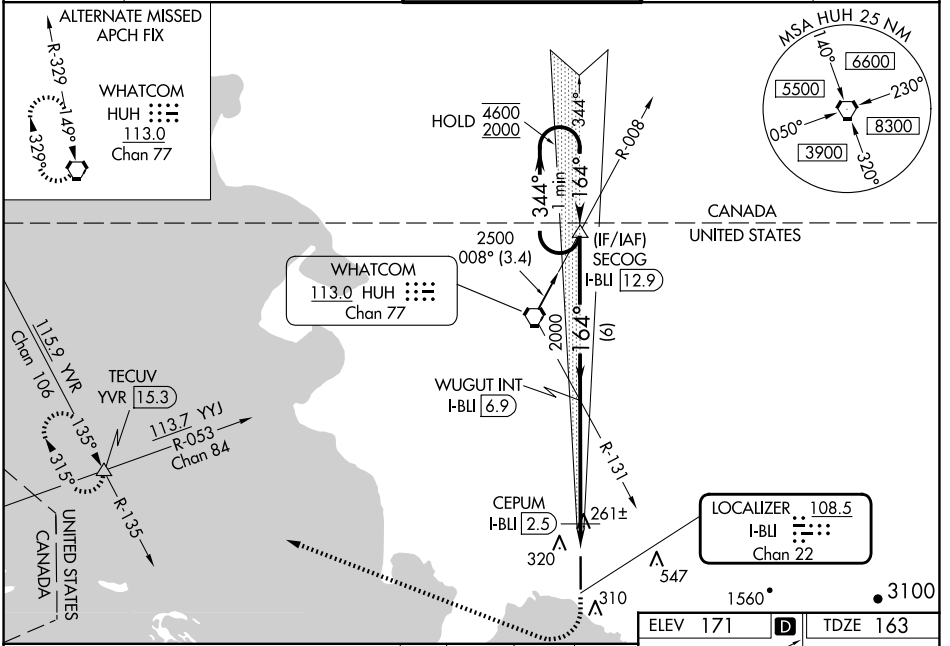 ALTERNATE MISSED
APCH FIX
R-329
149°
329°
WHATCOM
HUH
113.0
Chan 77
HOLD 4600
2000
344°
1 min
164°
344°
R-008
MSA HUH 25 NM
140°
6600
230°
5500
050°
8300
3900
320°
CANADA
UNITED STATES
2500
008° (3.4)
(IF/IAF)
SECOG
I-BLI 12.9
WHATCOM
113.0 HUH
Chan 77
2000
164°
(6)
115.9 YVR
Chan 106
TECUV
YVR 15.3
WUGUT INT
I-BLI 6.9
113.7 YYJ
R-053
Chan 84
135°
315°
R-135
R-131
UNITED STATES
CANADA
CEPUM
I-BLI 2.5
261±
LOCALIZER 108.5
I-BLI
Chan 22
320
547
310
1560
3100
ELEV 171
D
TDZE 163